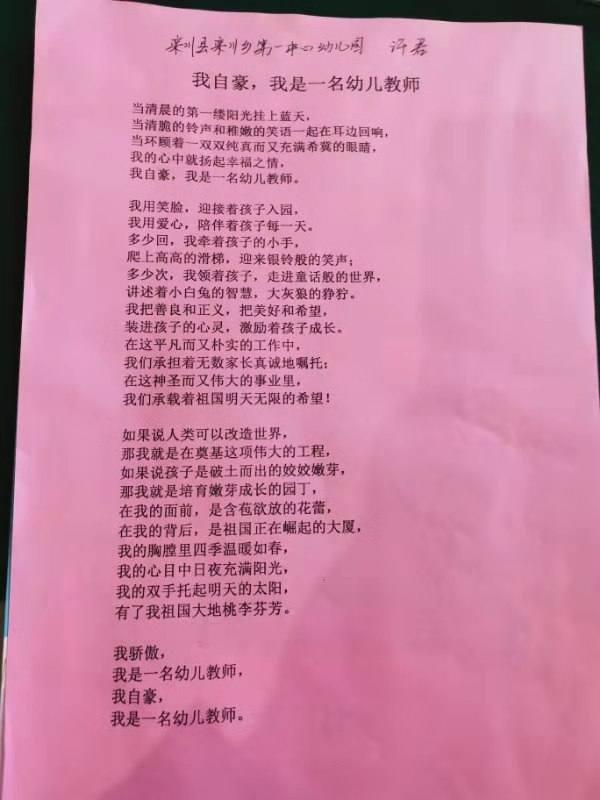 栾川县栾川乡第一中心幼儿园 许君
我自豪，我是一名幼儿教师
当清晨的第一缕阳光挂上蓝天，
当清脆的铃声和稚嫩的笑语一起在耳边回响，
当环顾着一双双纯真而又充满希冀的眼睛，
我的心中就扬起幸福之情，
我自豪，我是一名幼儿教师。
我用笑脸，迎接着孩子入园，
我用爱心，陪伴着孩子每一天。
多少回，我牵着孩子的小手，
爬上高高的滑梯，迎来银铃般的笑声；
多少次，我领着孩子，走进童话般的世界，
讲述着小白兔的智慧，大灰狼的狰狞。
我把善良和正义，把美好和希望，
装进孩子的心灵，激励着孩子成长。
在这平凡而又朴实的工作中，
我们承担着无数家长真诚地嘱托；
在这神圣而又伟大的事业里，
我们承载着祖国明天无限的希望！
如果说人类可以改造世界，
那我就是在奠基这项伟大的工程，
如果说孩子是破土而出的姣姣嫩芽，
那我就是培育嫩芽成长的园丁，
在我的面前，是含苞欲放的花蕾，
在我的背后，是祖国正在崛起的大厦，
我的胸膛里四季温暖如春，
我的心目中日夜充满阳光，
我的双手托起明天的太阳，
有了我祖国大地桃李芬芳。
我骄傲，
我是一名幼儿教师，
我自豪，
我是一名幼儿教师。